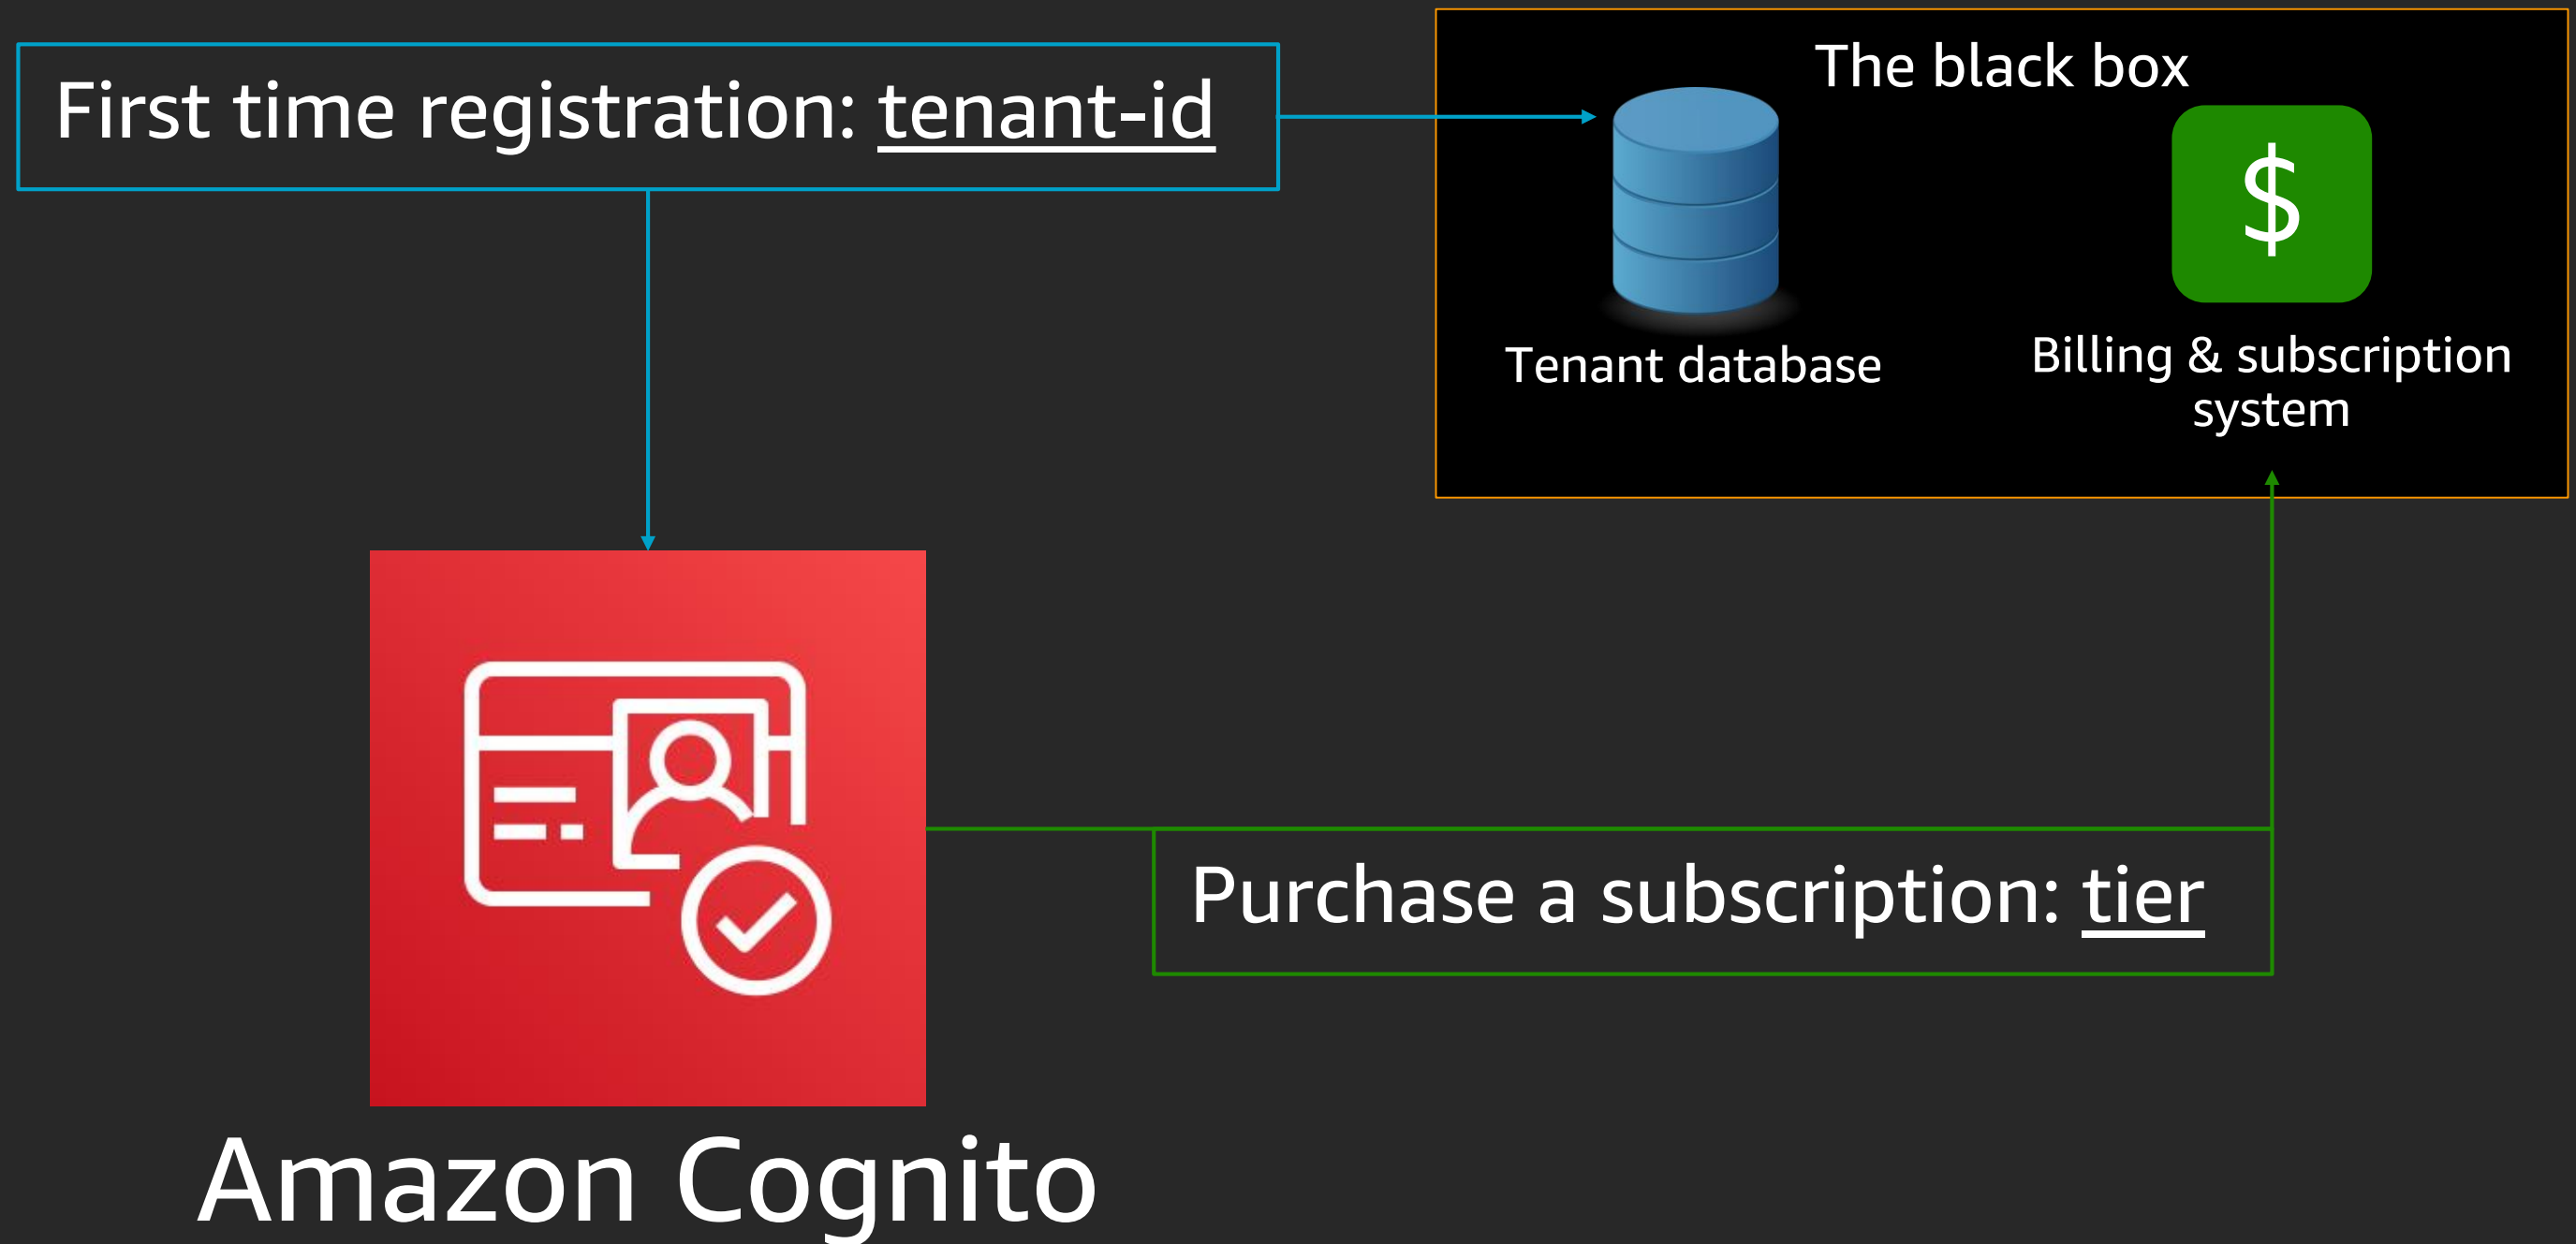 First time registration: tenant-id
The black box
$
Tenant database
Billing & subscription
system
Purchase a subscription: tier
Amazon Cognito